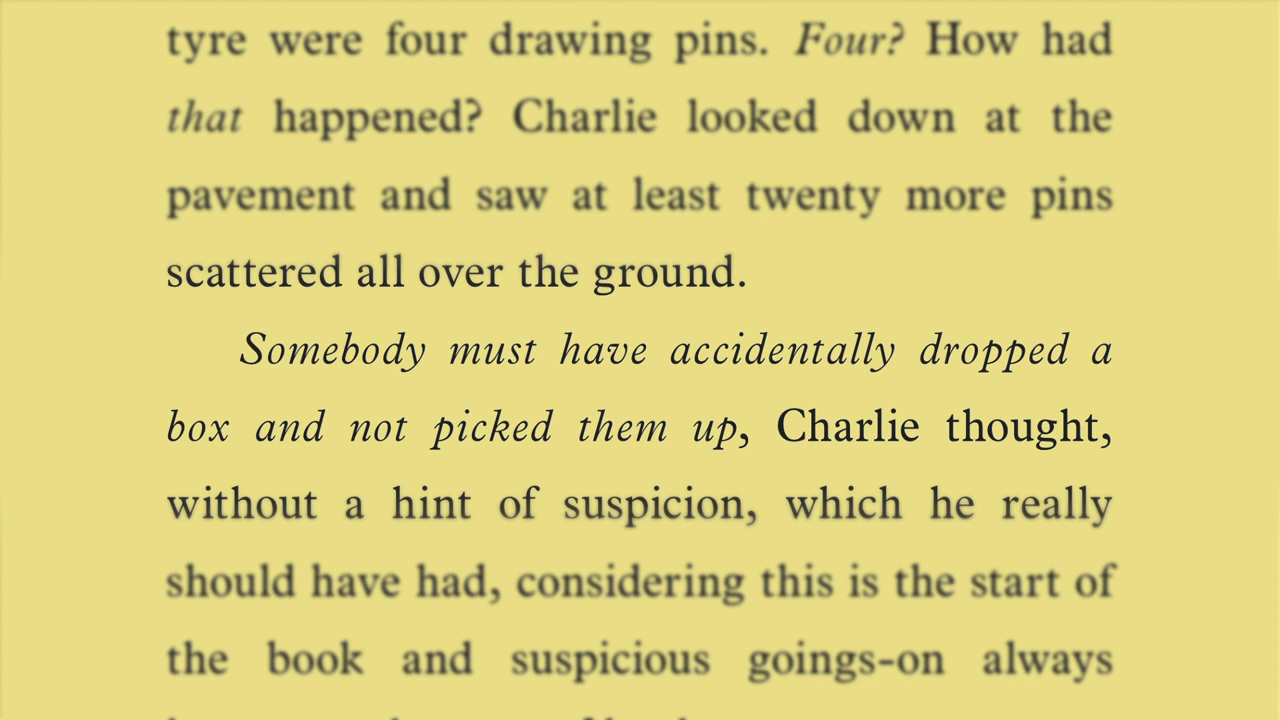 tyre were four drawing pins. Four? How had
that happened? Charlie looked down at the
pavement and saw at least twenty more pins
scattered all over the ground.
Somebody must have accidentally dropped a
box and not picked them up, Charlie thought,
without a hint of suspicion, which he really
should have had, considering this is the start of
the book and suspicious goings-on always